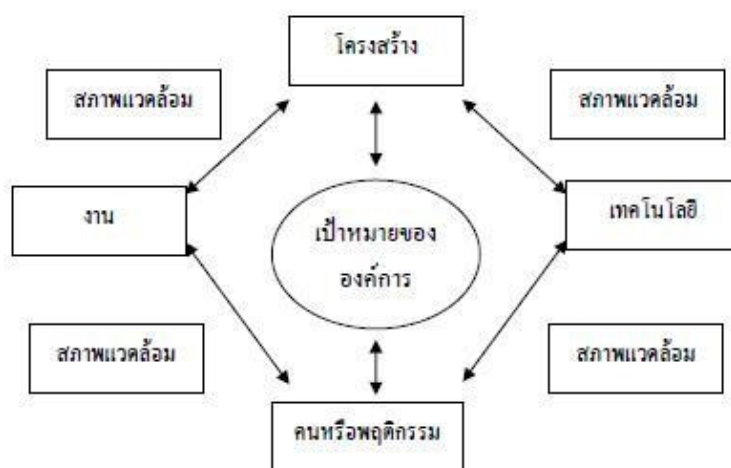 โครงสร้าง
สภาพแวดล้อม
สภาพแวดล้อม
งาน
เทคโนโลยี
เป้าหมายของ
องค์การ
สภาพแวดล้อม
สภาพแวดล้อม
คนหรือพฤติกรรม